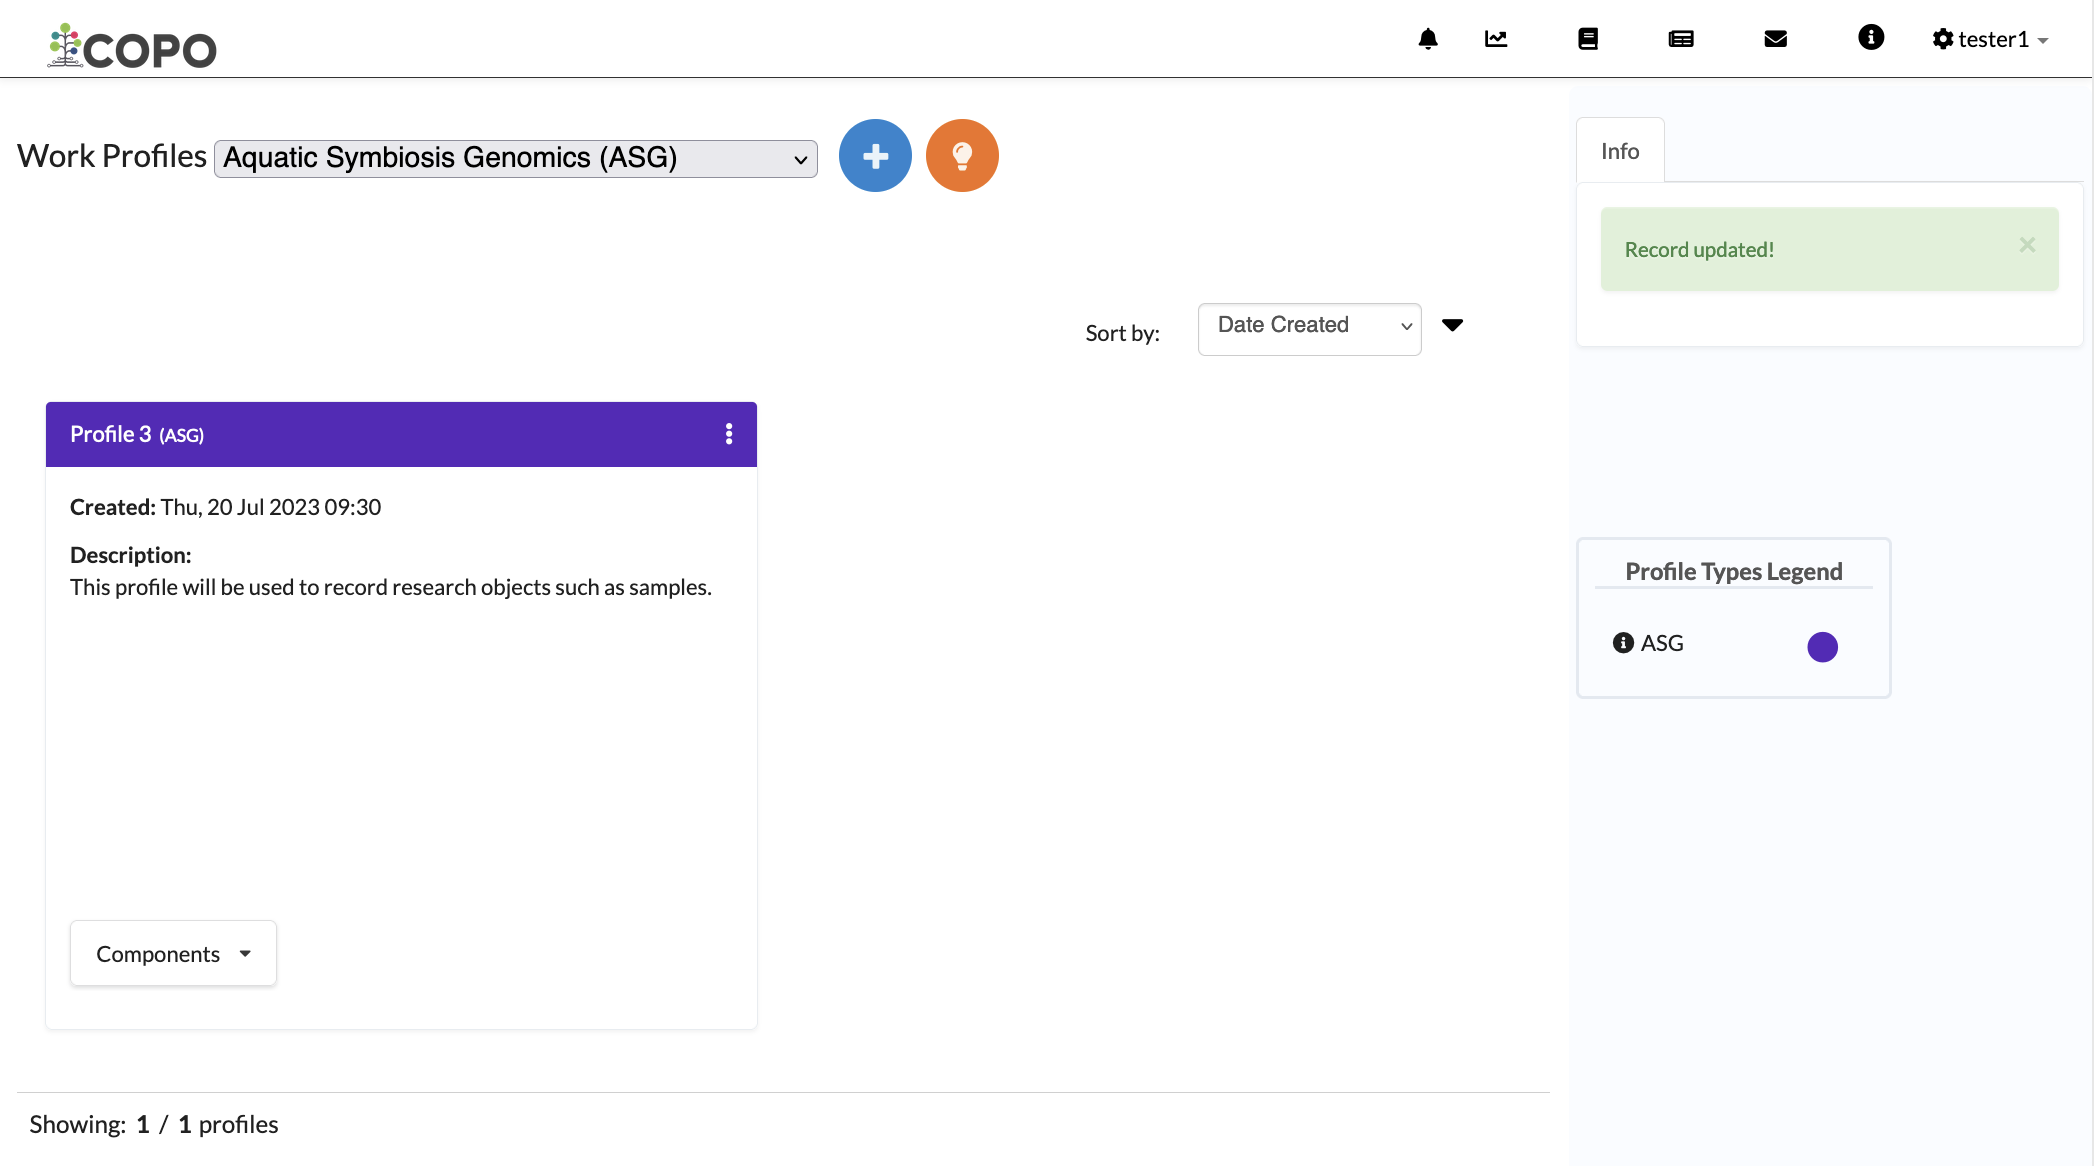 COPO
tester1
Work Profiles Aquatic Symbiosis Genomics (ASG)
Info
Record updated!
Sort by: Date Created
Profile 3 (ASG)
Created: Thu, 20 Jul 2023 09:30
Description:
This profile will be used to record research objects such as samples.
Profile Types Legend
ASG
Components
Showing: 1 / 1 profiles